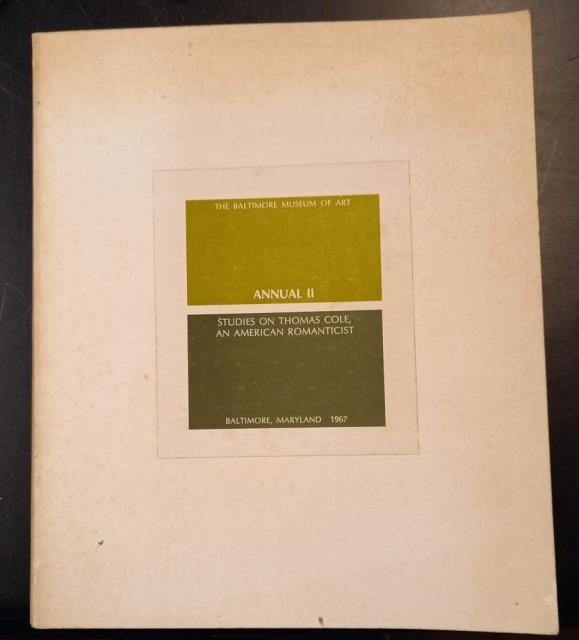 THE BALTIMORE MUSEUM OF ART
ANNUAL II
STUDIES ON THOMAS COLE,
AN AMERICAN ROMANTICIST
BALTIMORE, MARYLAND 1967